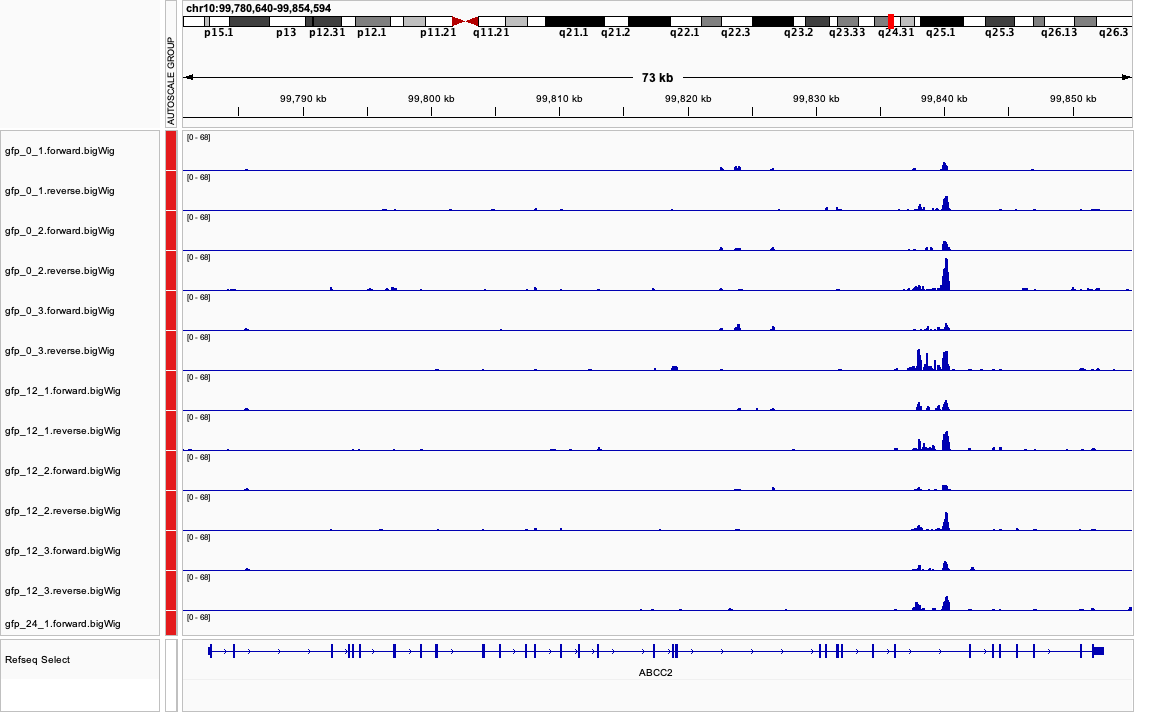 chr10:99,780,640-99,854,594
AUTOSCALE GROUP
p15.1 p13 p12.31 p12.1 p11.21 q11.21 q21.1 q21.2 q22.1 q22.3 q23.2 q23.33 q24.31 q25.1 q25.3 q26.13 q26.3
73 kb
99,790 kb 99,800 kb 99,810 kb 99,820 kb 99,830 kb 99,840 kb 99,850 kb
[0 - 68]
gfp_0_1.forward.bigWig
[0 - 68]
gfp_0_1.reverse.bigWig
[0 - 68]
gfp_0_2.forward.bigWig
[0 - 68]
gfp_0_2.reverse.bigWig
[0 - 68]
gfp_0_3.forward.bigWig
[0 - 68]
gfp_0_3.reverse.bigWig
[0 - 68]
gfp_12_1.forward.bigWig
[0 - 68]
gfp_12_1.reverse.bigWig
[0 - 68]
gfp_12_2.forward.bigWig
[0 - 68]
gfp_12_2.reverse.bigWig
[0 - 68]
gfp_12_3.forward.bigWig
[0 - 68]
gfp_12_3.reverse.bigWig
[0 - 68]
gfp_24_1.forward.bigWig
Refseq Select
ABCC2